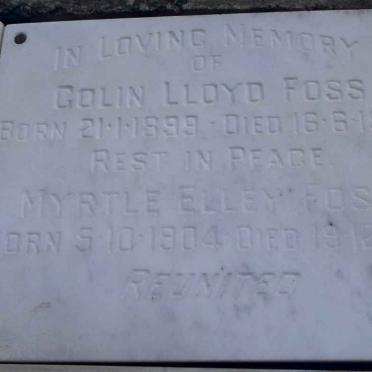 IN LOVING MEMORY
OF
COLIN LLOYD FOSS
BORN 21·1·1899 · DIED 16·6·1
REST IN PEACE.
MYRTLE ELLEY FOS
ORN 5·10·1904 DIED
REUNITED